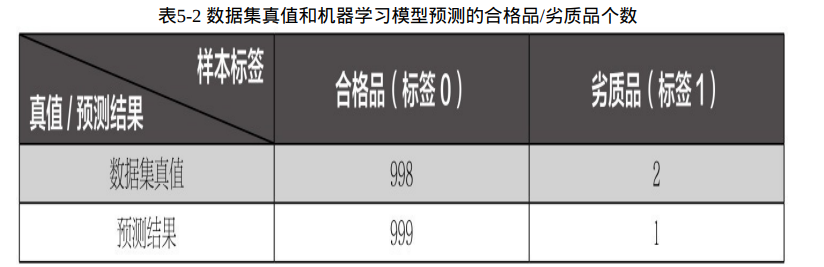 表5-2 数据集真值和机器学习模型预测的合格品/劣质品个数
样本标签
真值/预测结果
合格品(标签0)
劣质品(标签1)
数据集真值 998 2
预测结果 999 1